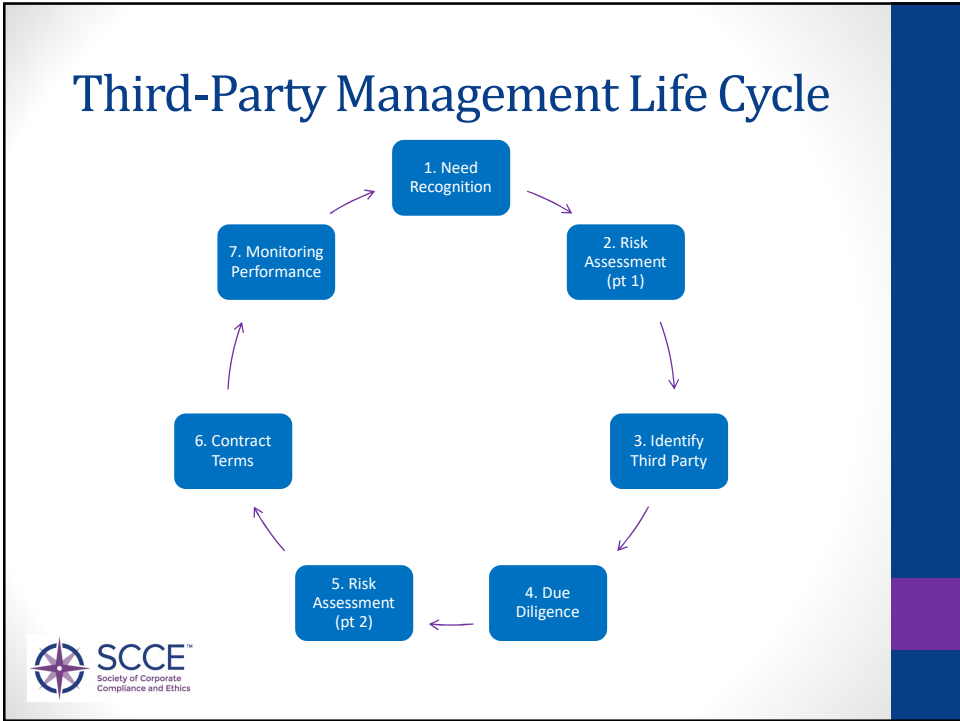 Third-Party Management Life Cycle
1. Need
Recognition
2. Risk
Assessment
(pt 1)
3. Identify
Third Party
4. Due
Diligence
5. Risk
Assessment
(pt 2)
6. Contract
Terms
7. Monitoring
Performance
SCCE™
Society of Corporate
Compliance and Ethics